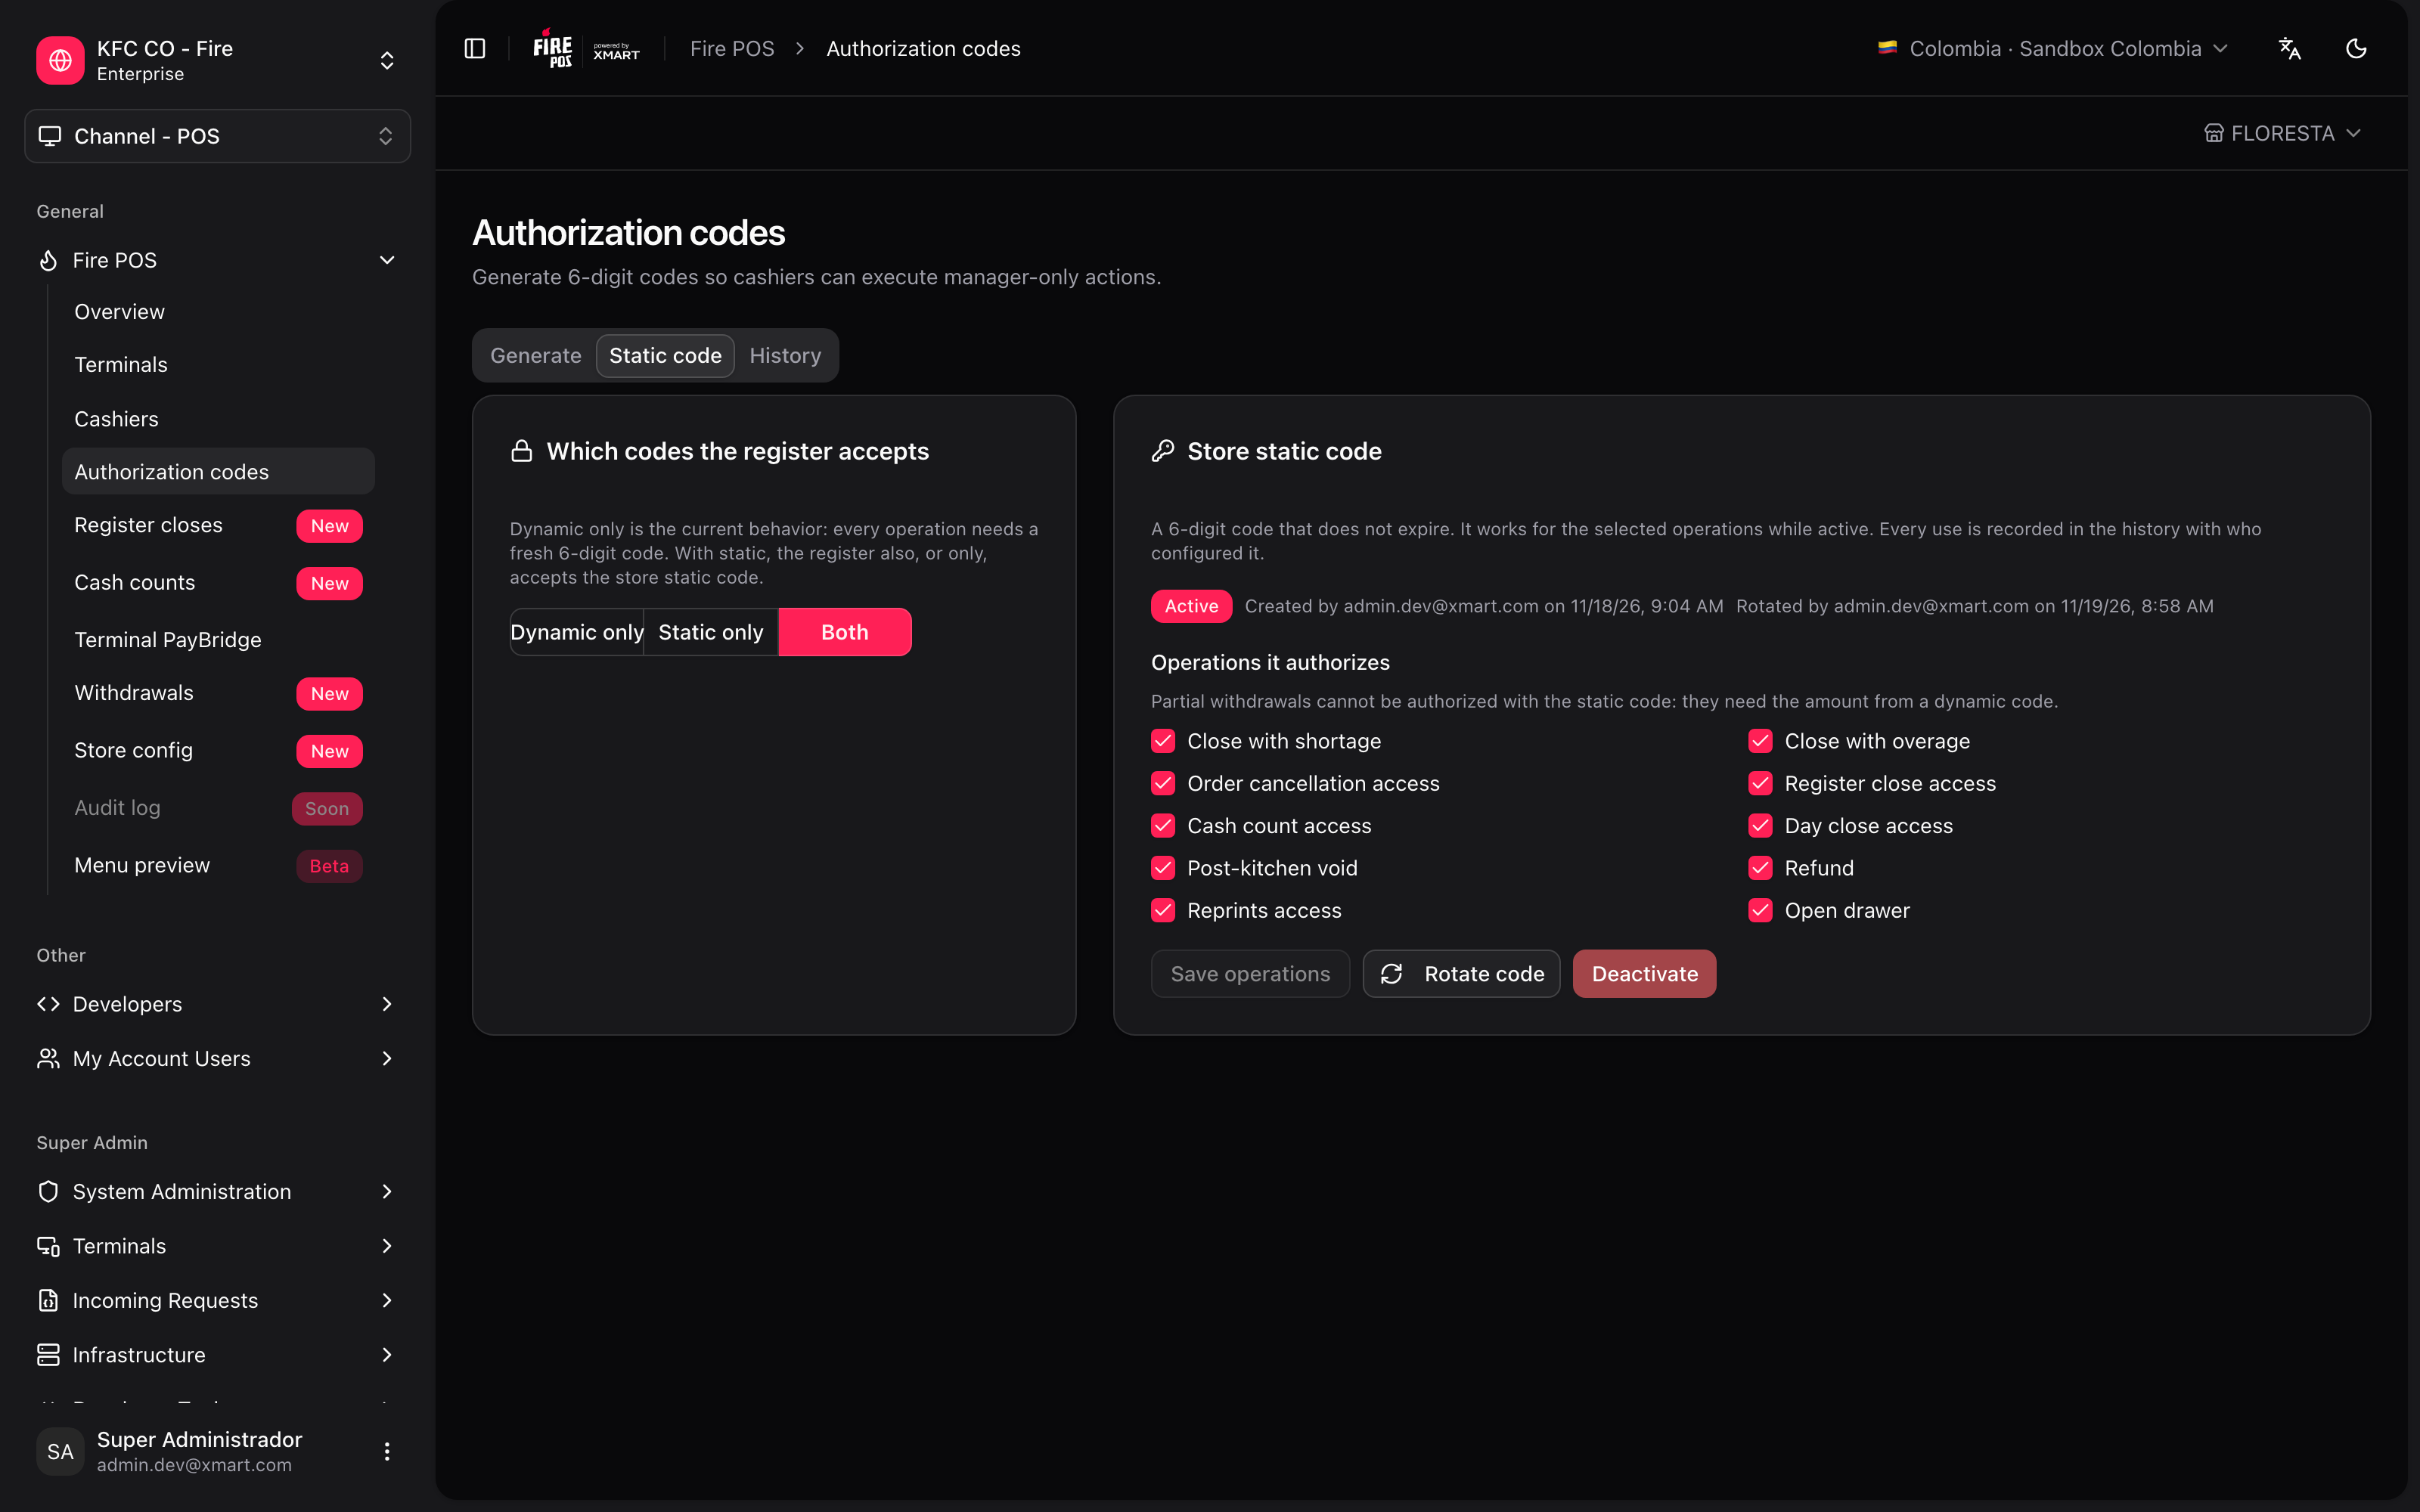 KFC CO - Fire
Enterprise
Channel - POS
General
Fire POS
Overview
Terminals
Cashiers
Authorization codes
Register closes New
Cash counts New
Terminal PayBridge
Withdrawals New
Store config New
Audit log Soon
Menu preview Beta
Other
Developers
My Account Users
Super Admin
System Administration
Terminals
Incoming Requests
Infrastructure
SA
Super Administrador
admin.dev@xmart.com
FIRE POS powered by XMART
Fire POS > Authorization codes
Colombia · Sandbox Colombia
FLORESTA
Authorization codes
Generate 6-digit codes so cashiers can execute manager-only actions.
Generate Static code History
Which codes the register accepts
Dynamic only is the current behavior: every operation needs a
fresh 6-digit code. With static, the register also, or only,
accepts the store static code.
Dynamic only Static only Both
Store static code
A 6-digit code that does not expire. It works for the selected operations while active. Every use is recorded in the history with who
configured it.
Active Created by admin.dev@xmart.com on 11/18/26, 9:04 AM Rotated by admin.dev@xmart.com on 11/19/26, 8:58 AM
Operations it authorizes
Partial withdrawals cannot be authorized with the static code: they need the amount from a dynamic code.
Close with shortage Close with overage
Order cancellation access Register close access
Cash count access Day close access
Post-kitchen void Refund
Reprints access Open drawer
Save operations Rotate code Deactivate